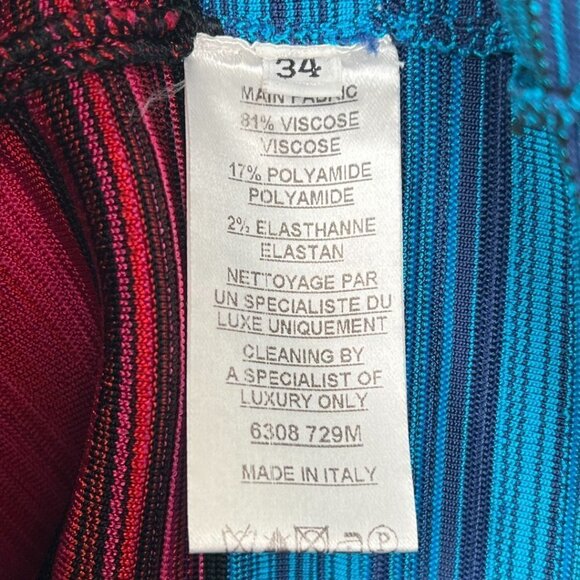 34
MAIN FABRIC
81% VISCOSE
VISCOSE
17% POLYAMIDE
POLYAMIDE
2% ELASTHANNE
ELASTAN
NETTOYAGE PAR
UN SPECIALISTE DU
LUXE UNIQUEMENT
CLEANING BY
A SPECIALIST OF
LUXURY ONLY
6308 729M
MADE IN ITALY
P